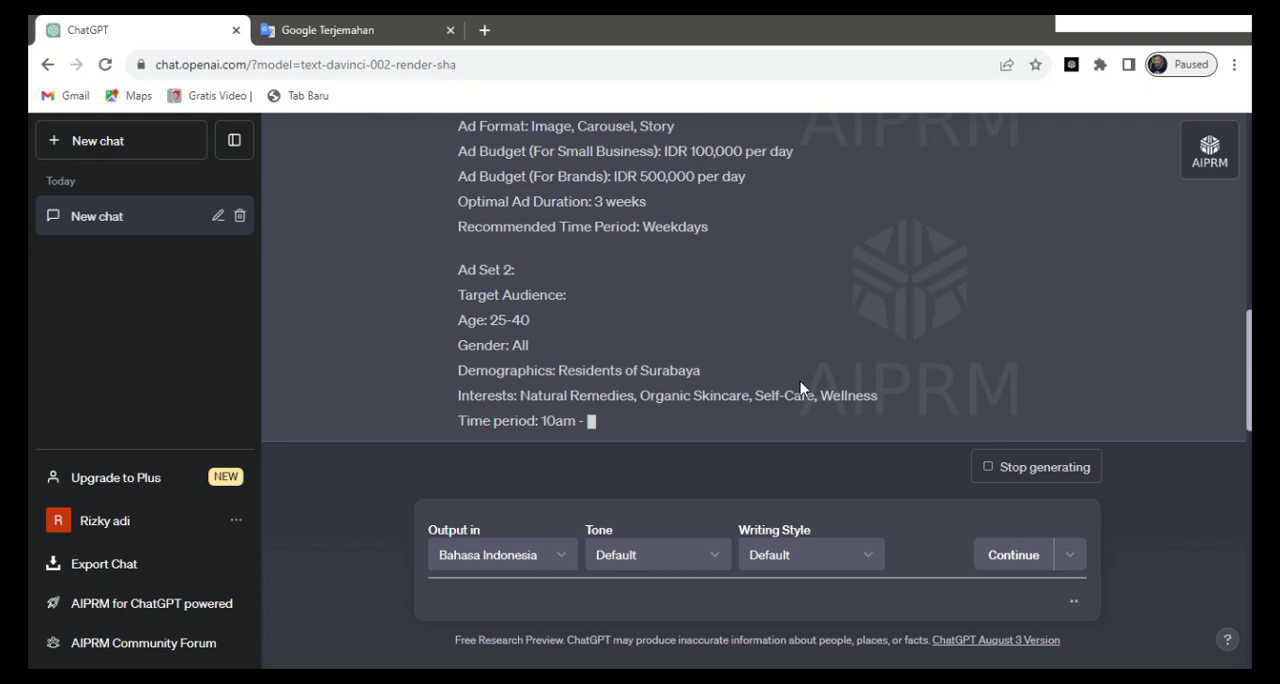 ChatGPT
Google Terjemahan
chat.openai.com/?model=text-davinci-002-render-sha
Paused
Gmail
Maps
Gratis Video |
Tab Baru
New chat
Today
New chat
Ad Format: Image, Carousel, Story
Ad Budget (For Small Business): IDR 100,000 per day
Ad Budget (For Brands): IDR 500,000 per day
Optimal Ad Duration: 3 weeks
Recommended Time Period: Weekdays
Ad Set 2:
Target Audience:
Age: 25-40
Gender: All
Demographics: Residents of Surabaya
Interests: Natural Remedies, Organic Skincare, Self-Care, Wellness
Time period: 10am -
AIPRM
AIPRM
AIPRM
Stop generating
Upgrade to Plus
NEW
R
Rizky adi
Export Chat
AIPRM for ChatGPT powered
AIPRM Community Forum
Output in
Tone
Writing Style
Bahasa Indonesia
Default
Default
Continue
Free Research Preview. ChatGPT may produce inaccurate information about people, places, or facts. ChatGPT August 3 Version
?